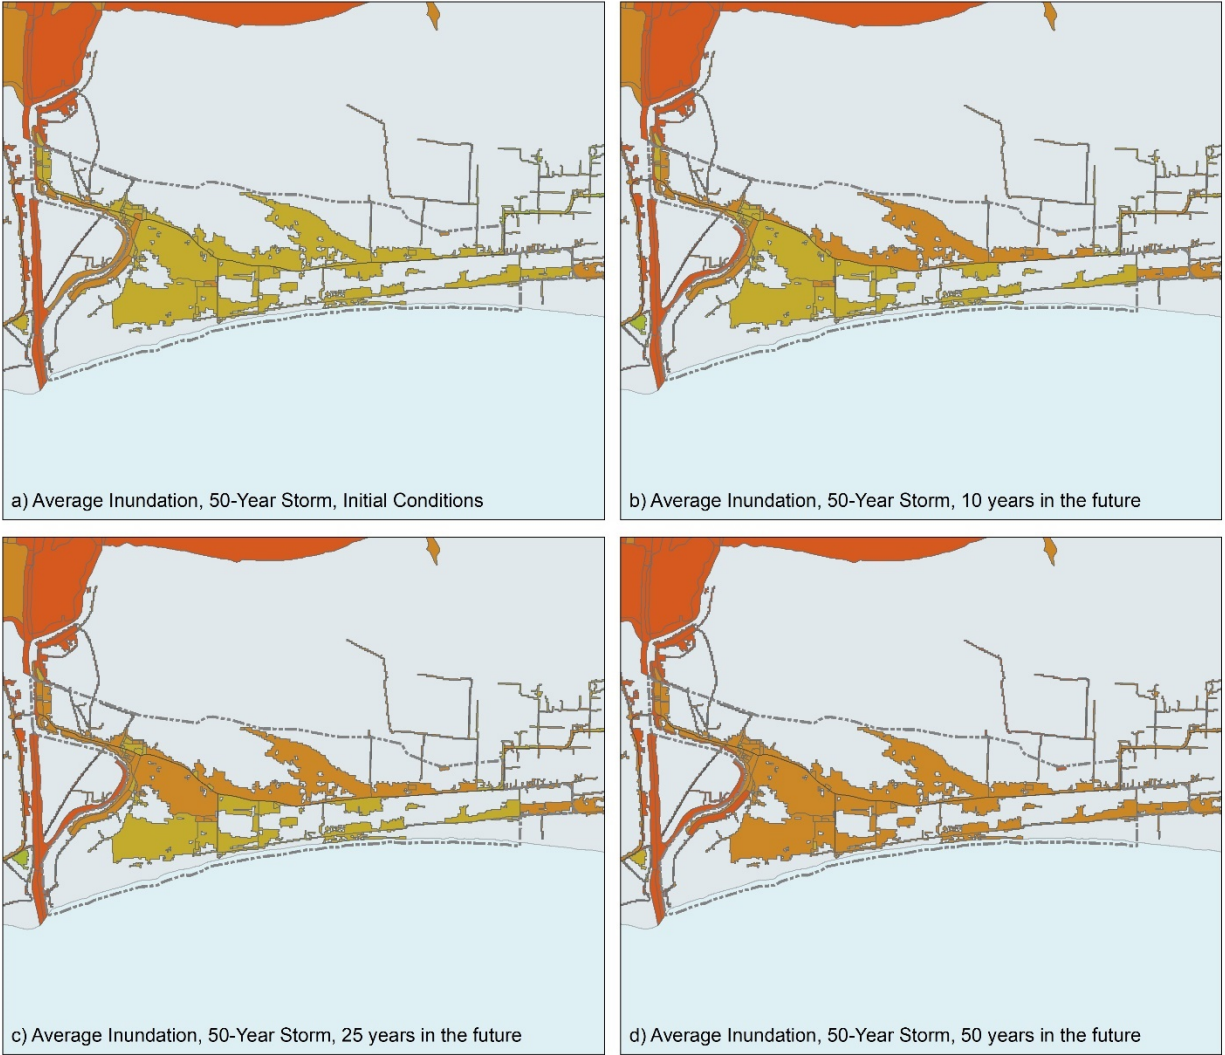 a) Average Inundation, 50-Year Storm, Initial Conditions
b) Average Inundation, 50-Year Storm, 10 years in the future
c) Average Inundation, 50-Year Storm, 25 years in the future
d) Average Inundation, 50-Year Storm, 50 years in the future